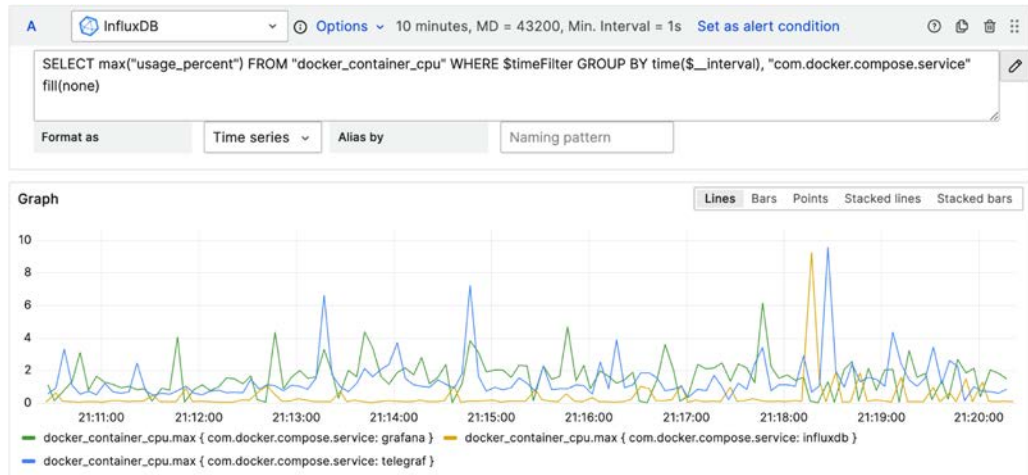 A InfluxDB Options 10 minutes, MD = 43200, Min. Interval = 1s Set as alert condition
SELECT max("usage_percent") FROM "docker_container_cpu" WHERE $timeFilter GROUP BY time($__interval), "com.docker.compose.service"
fill(none)
Format as Time series Alias by Naming pattern
Graph Lines Bars Points Stacked lines Stacked bars
10
8
6
4
2
0
21:11:00 21:12:00 21:13:00 21:14:00 21:15:00 21:16:00 21:17:00 21:18:00 21:19:00 21:20:00
docker_container_cpu.max { com.docker.compose.service: grafana } docker_container_cpu.max { com.docker.compose.service: influxdb }
docker_container_cpu.max { com.docker.compose.service: telegraf }